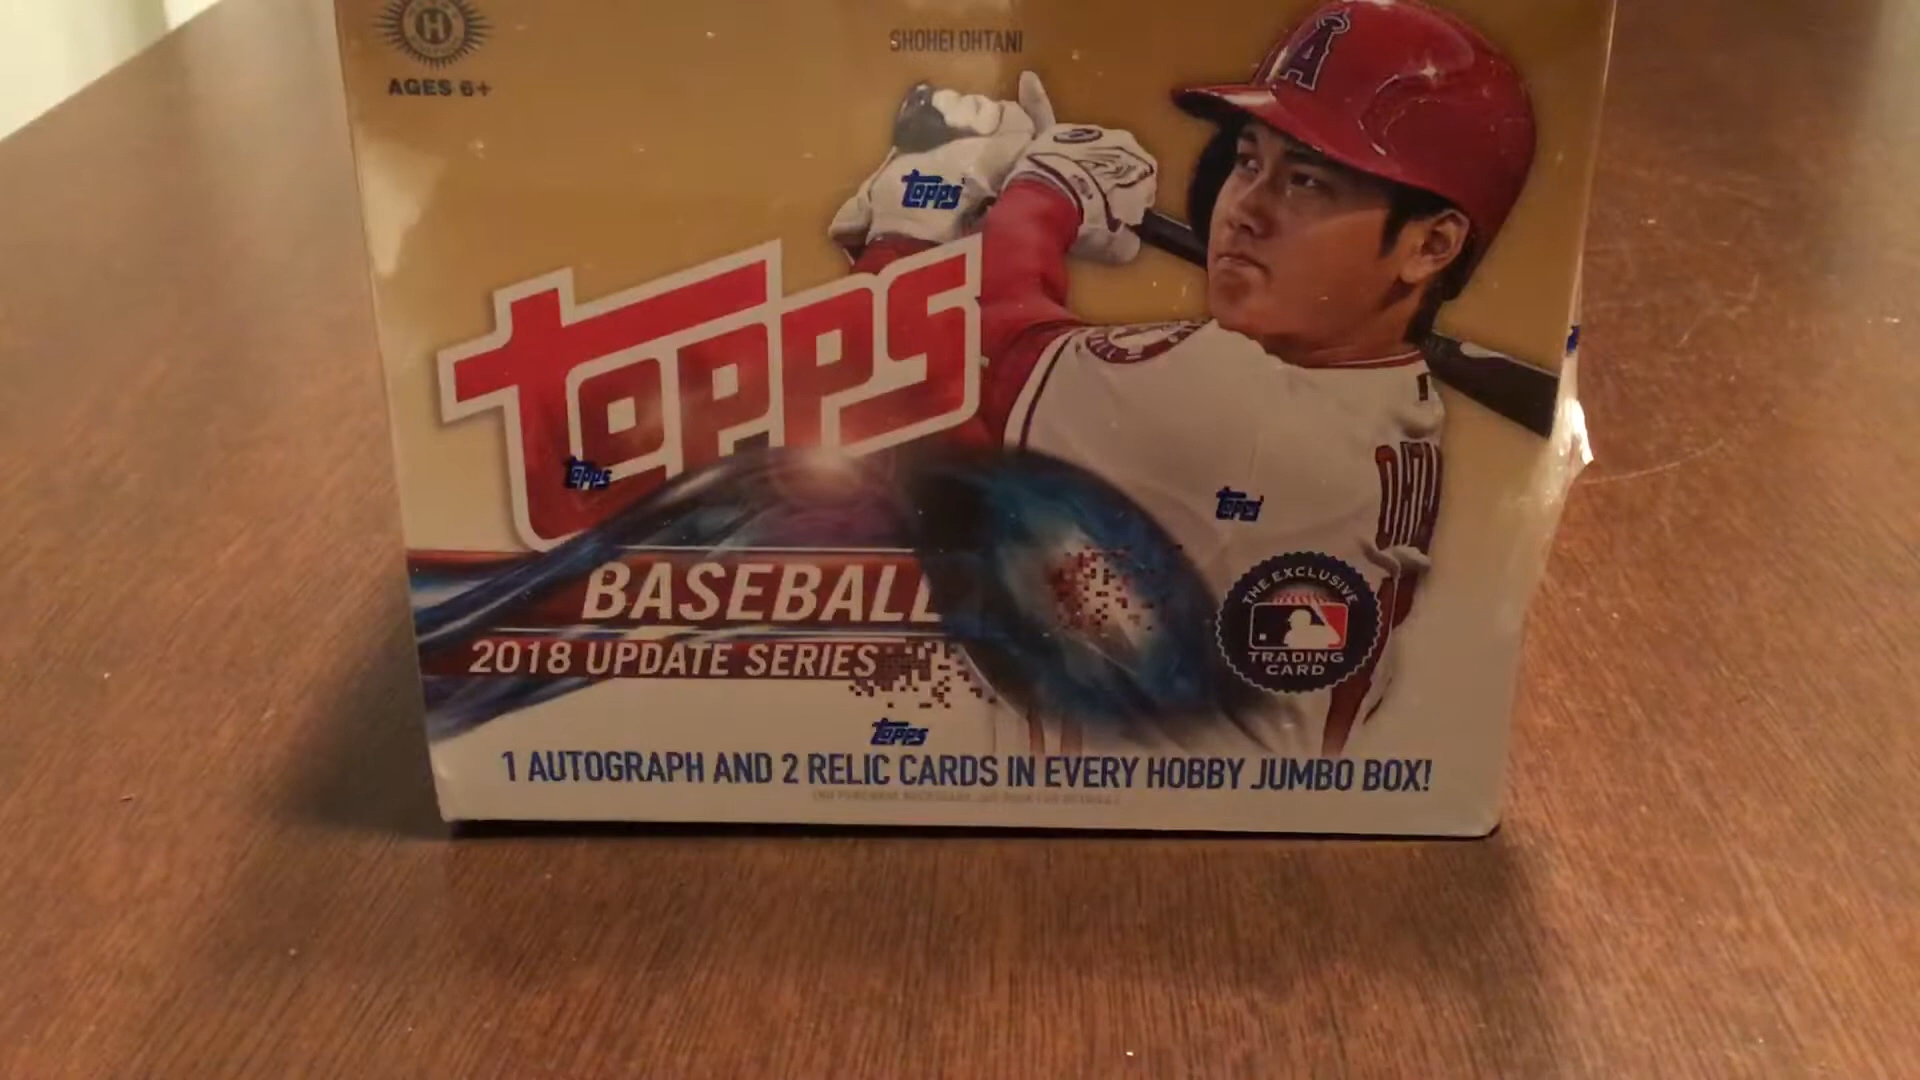 H
AGES 6+
SHOHEI OHTANI
A
Topps
Topps
Topps
Topps
BASEBALL
2018 UPDATE SERIES
THE EXCLUSIVE
TRADING
CARD
Topps
1 AUTOGRAPH AND 2 RELIC CARDS IN EVERY HOBBY JUMBO BOX!